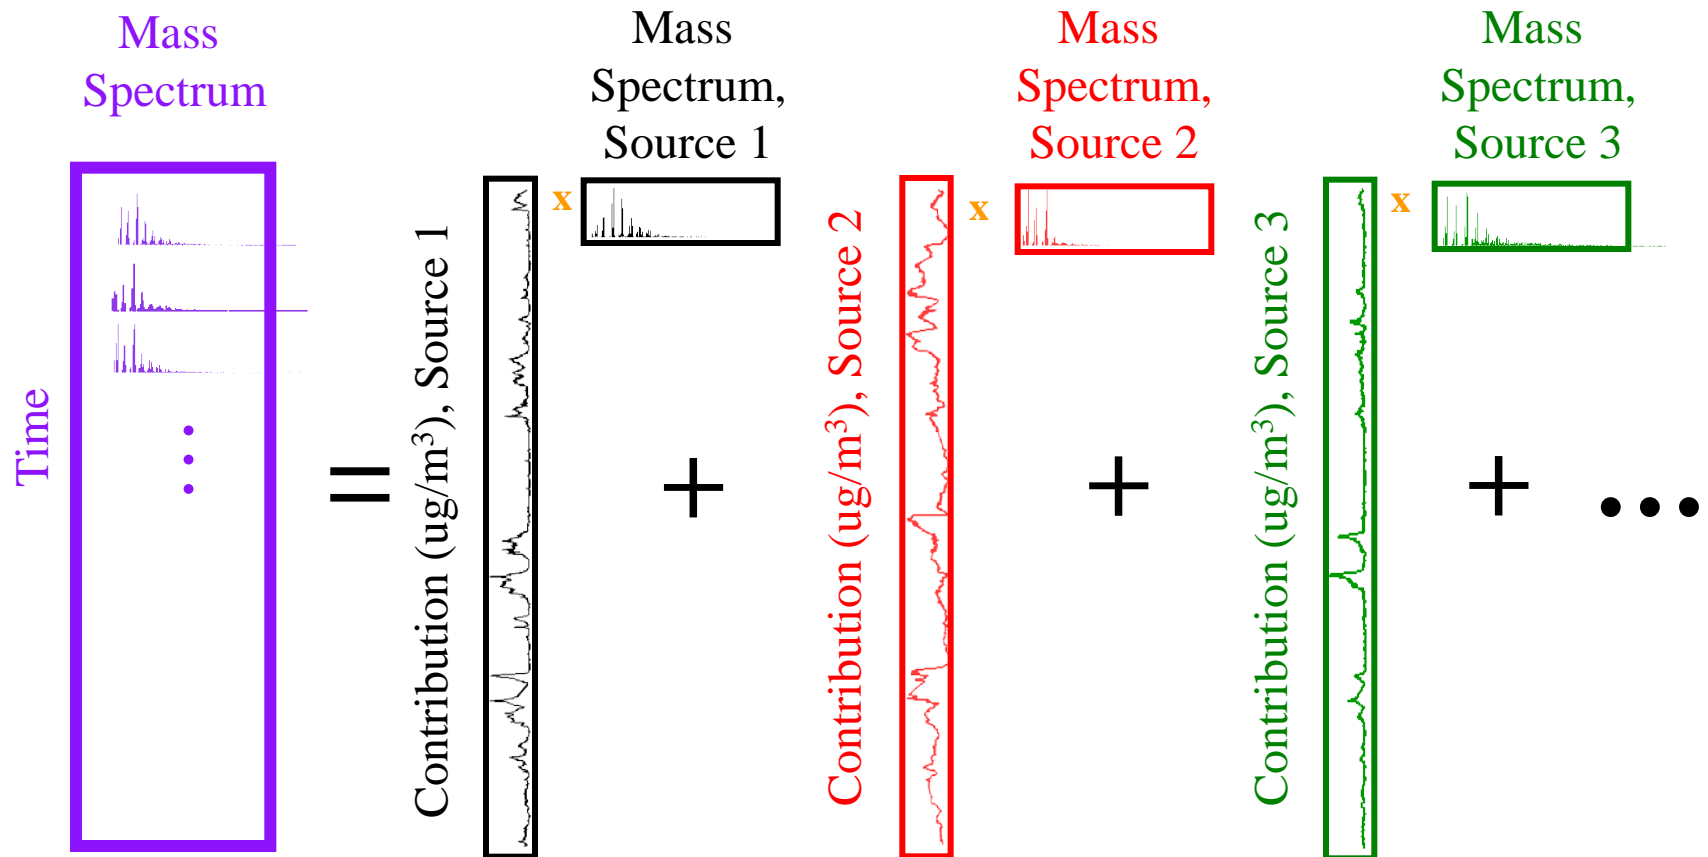 Mass
Spectrum
Time
=
Contribution (ug/m³), Source 1
x
Mass
Spectrum,
Source 1
+
Contribution (ug/m³), Source 2
x
Mass
Spectrum,
Source 2
+
Contribution (ug/m³), Source 3
x
Mass
Spectrum,
Source 3
+
•••